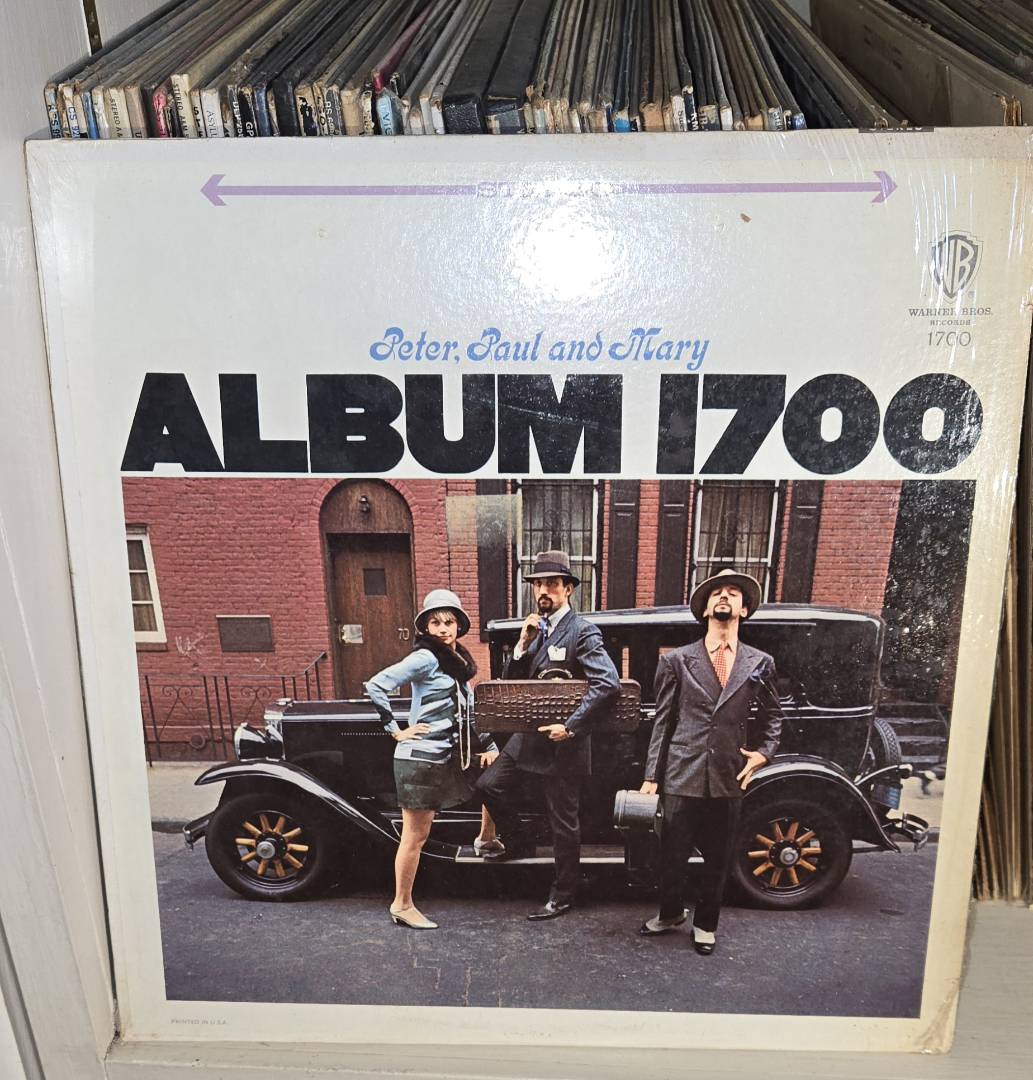 STEREO
WB
WARNER BROS.
RECORDS
1700
Peter, Paul and Mary
ALBUM 1700
70
PRINTED IN U.S.A.